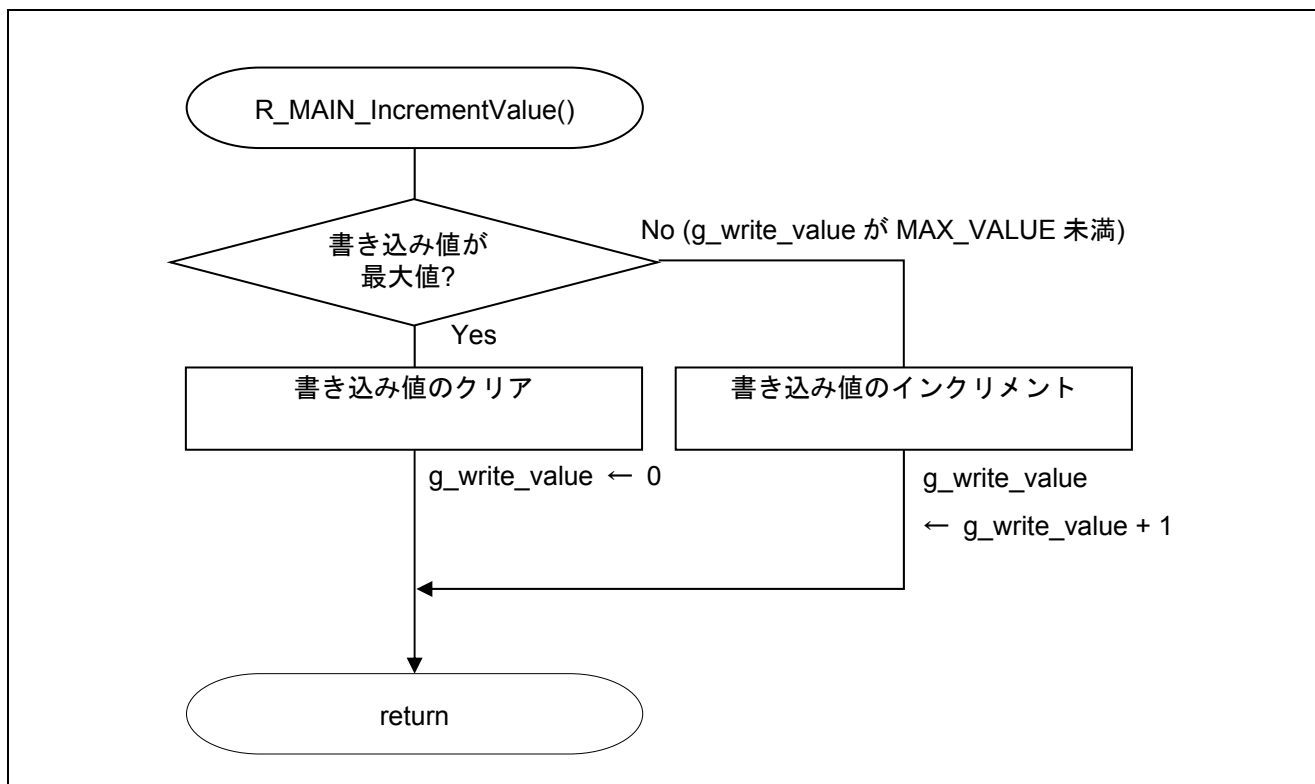 R_MAIN_IncrementValue()
書き込み値が
最大値?
No (g_write_value が MAX_VALUE 未満)
Yes
書き込み値のクリア
書き込み値のインクリメント
g_write_value ← 0
g_write_value
← g_write_value + 1
return